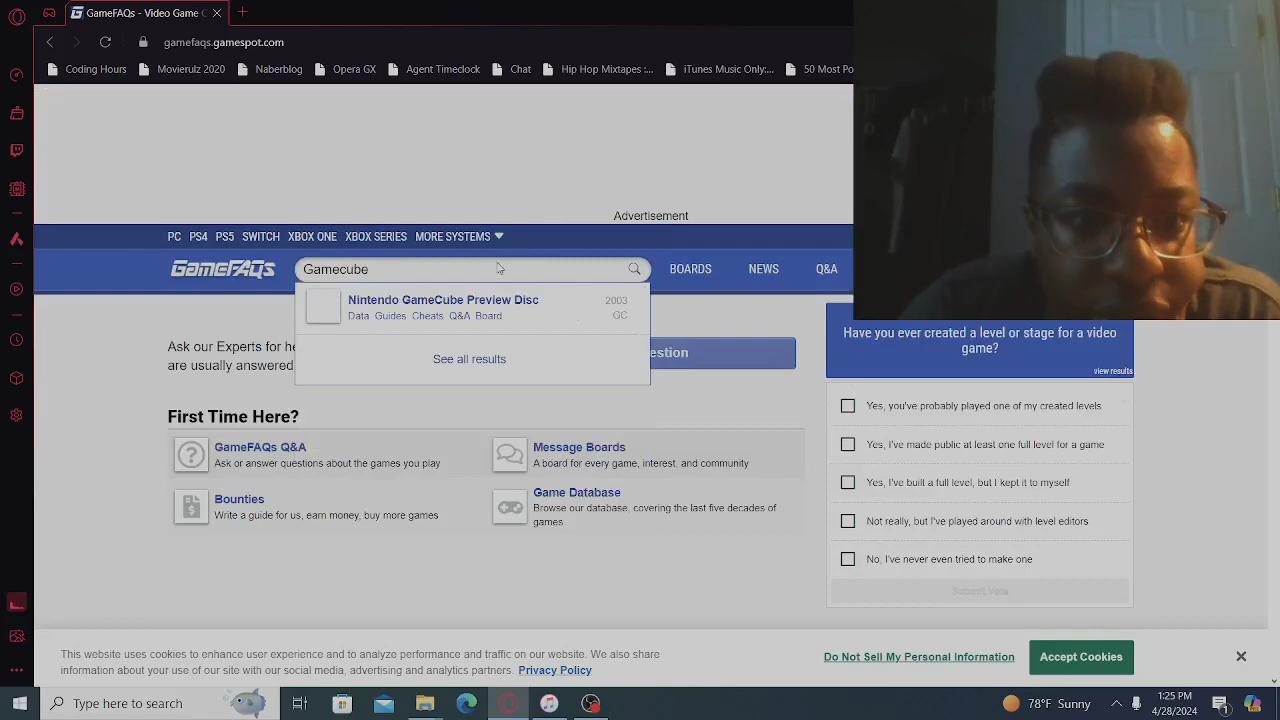 GameFAQs - Video Game C
gamefaqs.gamespot.com
Coding Hours
Movierulz 2020
Naberblog
Opera GX
Agent Timeclock
Chat
Hip Hop Mixtapes :...
iTunes Music Only:...
50 Most Po
Advertisement
PC PS4 PS5 SWITCH XBOX ONE XBOX SERIES MORE SYSTEMS
GameFAQs
Gamecube
BOARDS NEWS Q&A
Nintendo GameCube Preview Disc 2003
Data Guides Cheats Q&A Board GC
See all results
Ask our Experts for he
are usually answered
estion
Have you ever created a level or stage for a video
game?
view results
Yes, you've probably played one of my created levels
Yes, I've made public at least one full level for a game
Yes, I've built a full level, but I kept it to myself
Not really, but I've played around with level editors
No, I've never even tried to make one
Submit Vote
First Time Here?
GameFAQs Q&A
Ask or answer questions about the games you play
Message Boards
A board for every game, interest, and community
Bounties
Write a guide for us, earn money, buy more games
Game Database
Browse our database, covering the last five decades of
games
This website uses cookies to enhance user experience and to analyze performance and traffic on our website. We also share
information about your use of our site with our social media, advertising and analytics partners. Privacy Policy
Do Not Sell My Personal Information
Accept Cookies
Type here to search
78°F Sunny
1:25 PM
4/28/2024
1